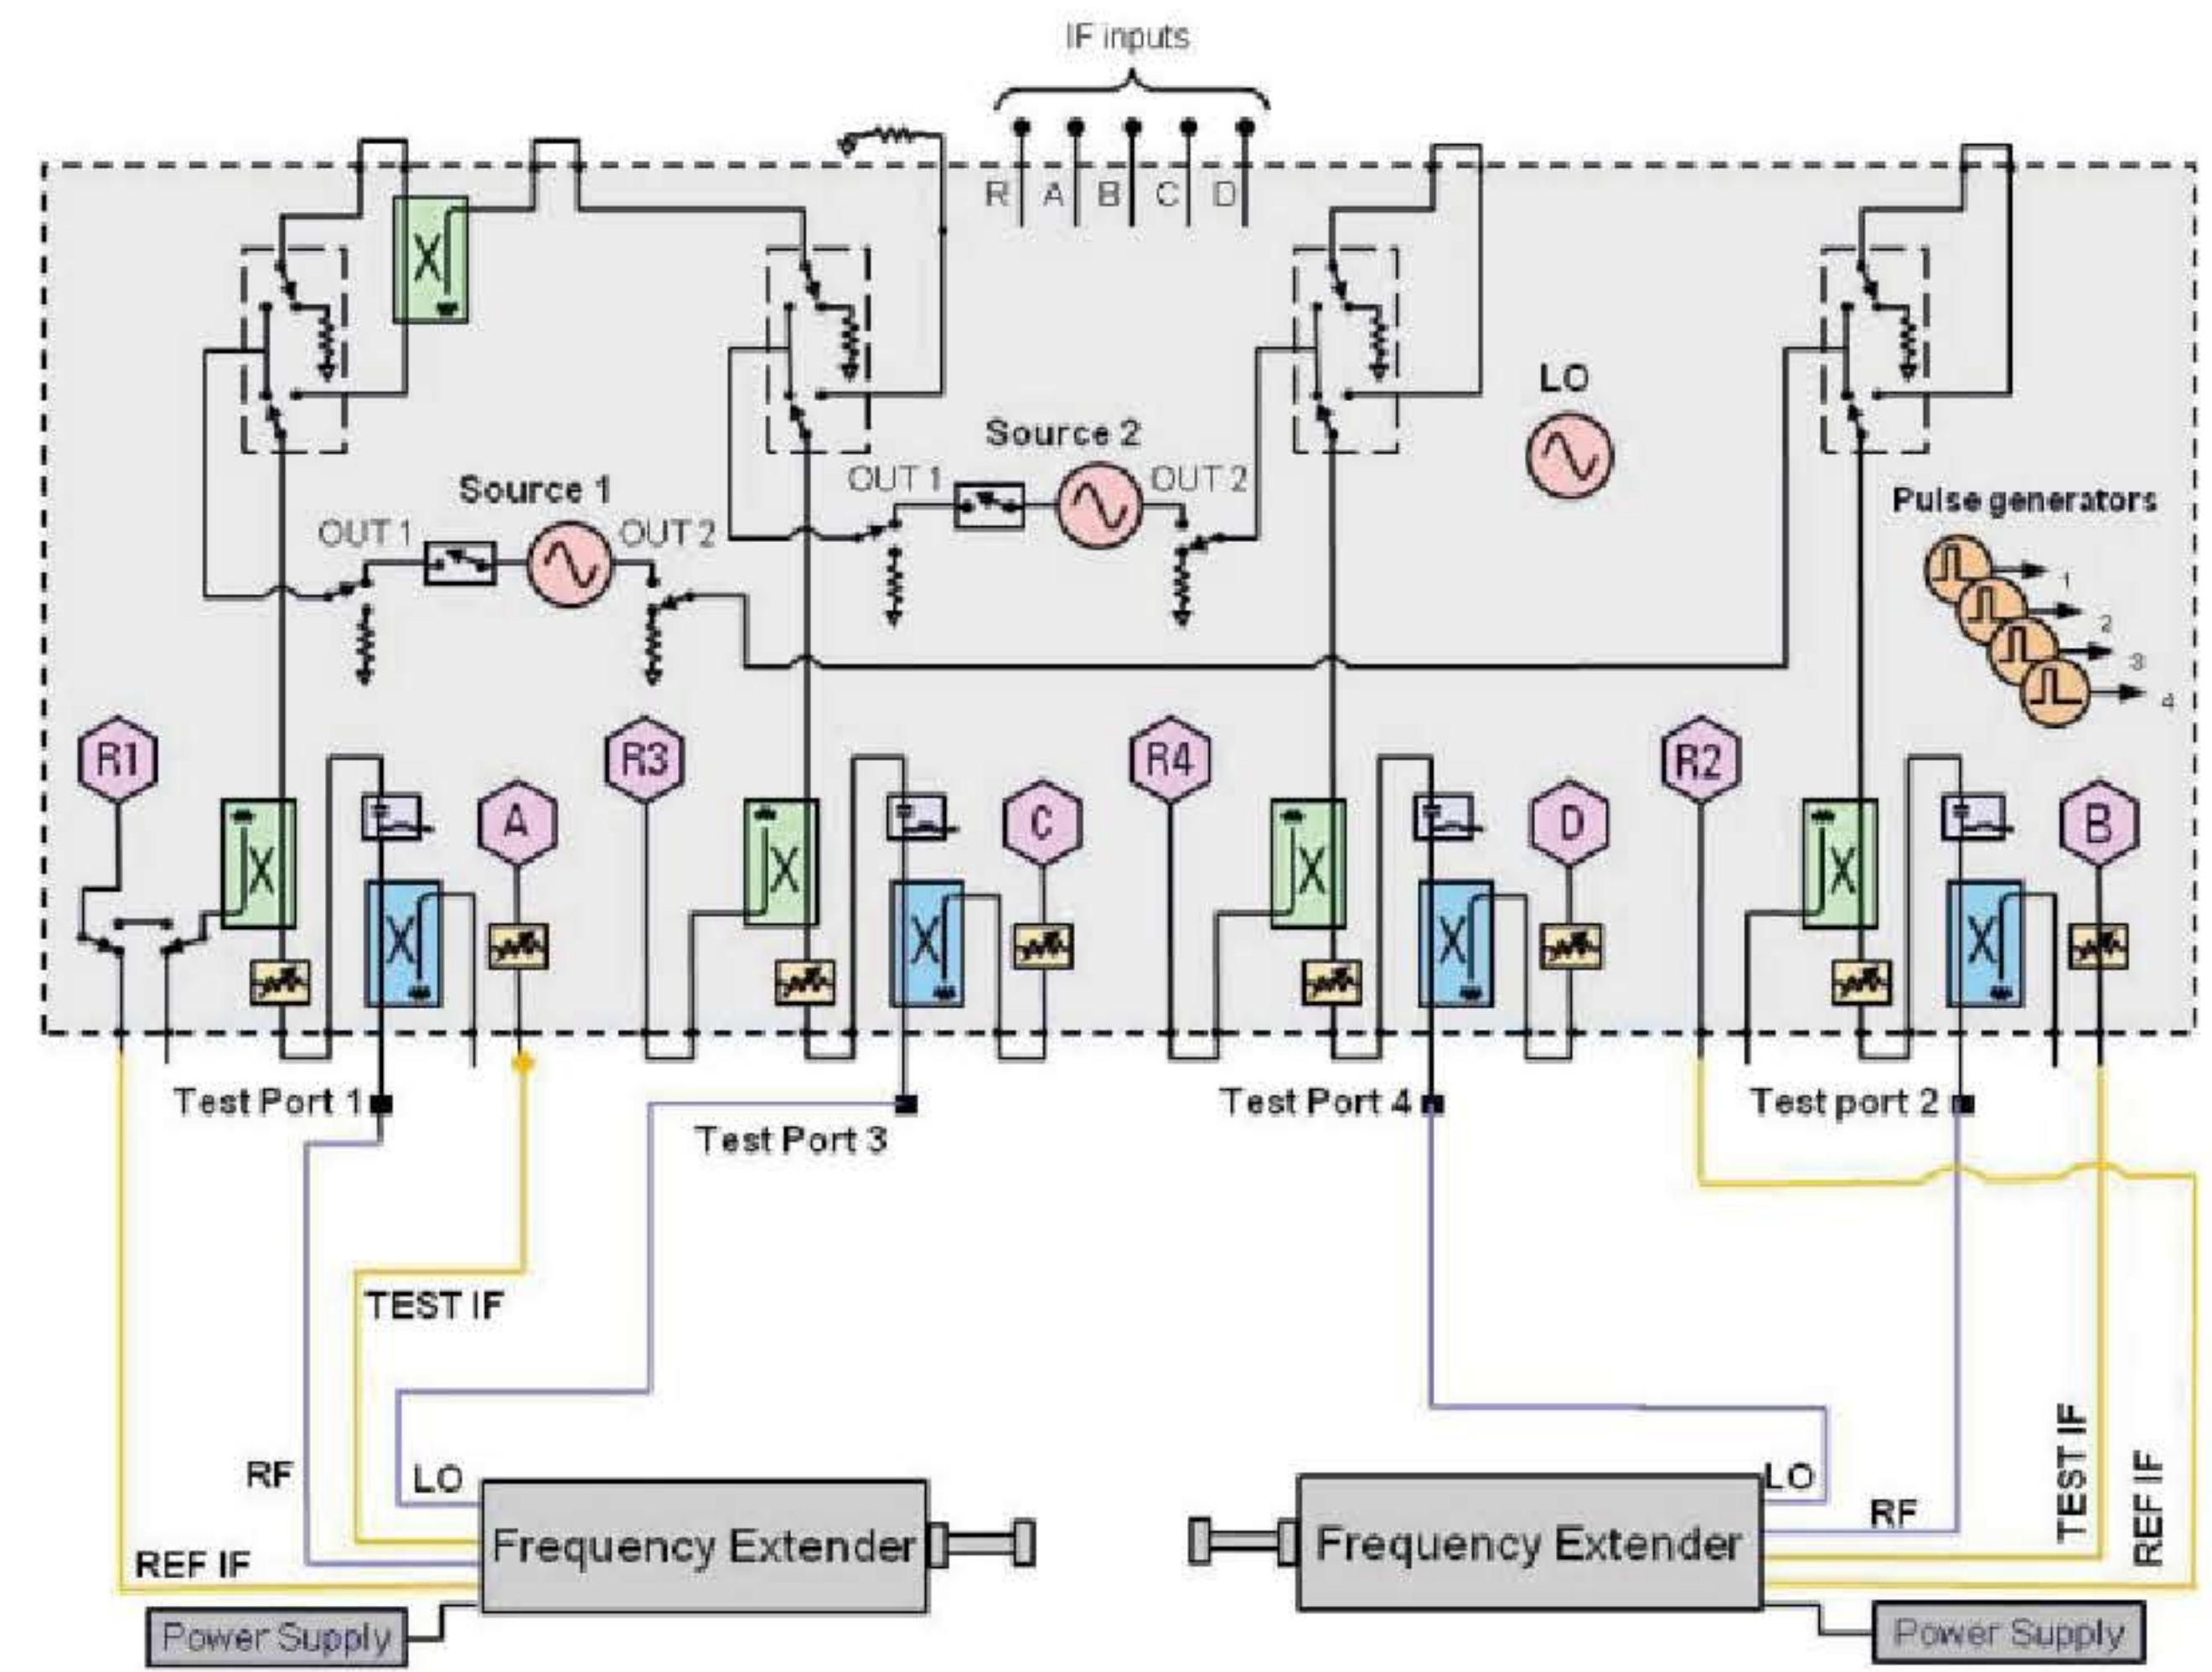 IF inputs
R A B C D
LO
Source 2
OUT 1
OUT 2
Source 1
OUT 1
OUT 2
Pulse generators
1
2
3
4
R1
R3
R4
R2
A
C
D
B
X
X
X
X
X
X
X
X
X
Test Port 1
Test Port 3
Test Port 4
Test port 2
TEST IF
RF
LO
REF IF
Frequency Extender
Power Supply
LO
RF
TEST IF
REF IF
Frequency Extender
Power Supply